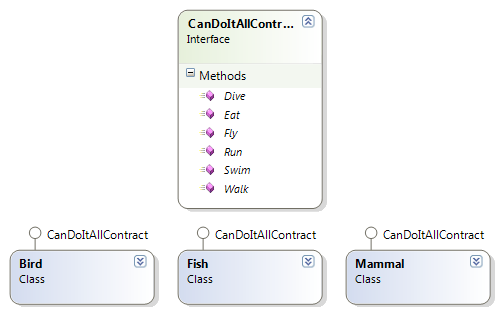 CanDoItAllContr...
Interface
Methods
Dive
Eat
Fly
Run
Swim
Walk
CanDoItAllContract
CanDoItAllContract
CanDoItAllContract
Bird
Class
Fish
Class
Mammal
Class